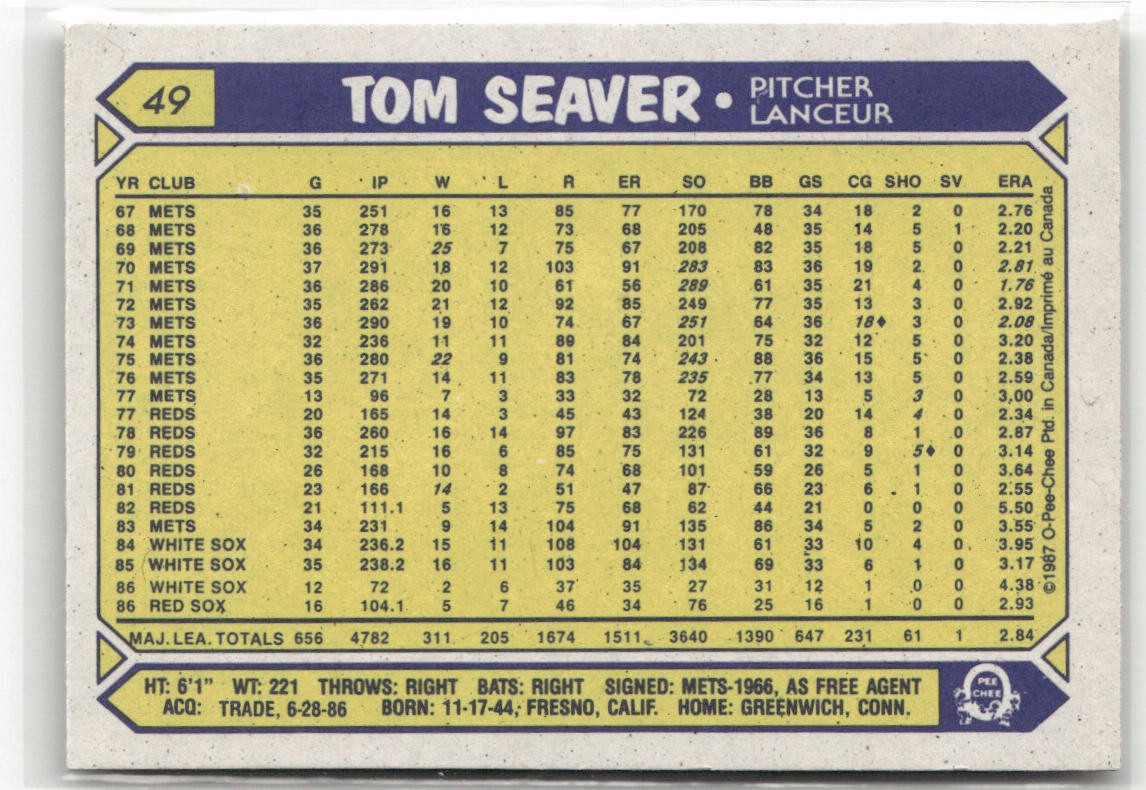 49 TOM SEAVER • PITCHER
LANCEUR
YR CLUB G IP W L R ER SO BB GS CG SHO SV ERA
67 METS 35 251 16 13 85 77 170 78 34 18 2 0 2.76
68 METS 36 278 16 12 73 68 205 48 35 14 5 1 2.20
69 METS 36 273 25 7 75 67 208 82 35 18 5 0 2.21
70 METS 37 291 18 12 103 91 283 83 36 19 2 0 2.81
71 METS 36 286 20 10 61 56 289 61 35 21 4 0 1.76
72 METS 35 262 21 12 92 85 249 77 35 13 3 0 2.92
73 METS 36 290 19 10 74 67 251 64 36 18♦ 3 0 2.08
74 METS 32 236 11 11 89 84 201 75 32 12 5 0 3.20
75 METS 36 280 22 9 81 74 243 88 36 15 5 0 2.38
76 METS 35 271 14 11 83 78 235 77 34 13 5 0 2.59
77 METS 13 96 7 3 33 32 72 28 13 5 3 0 3.00
77 REDS 20 165 14 3 45 43 124 38 20 14 4 0 2.34
78 REDS 36 260 16 14 97 83 226 89 36 8 1 0 2.87
79 REDS 32 215 16 6 85 75 131 61 32 9 5♦ 0 3.14
80 REDS 26 168 10 8 74 68 101 59 26 5 1 0 3.64
81 REDS 23 166 14 2 51 47 87 66 23 6 1 0 2.55
82 REDS 21 111.1 5 13 75 68 62 44 21 0 0 0 5.50
83 METS 34 231 9 14 104 91 135 86 34 5 2 0 3.55
84 WHITE SOX 34 236.2 15 11 108 104 131 61 33 10 4 0 3.95
85 WHITE SOX 35 238.2 16 11 103 84 134 69 33 6 1 0 3.17
86 WHITE SOX 12 72 2 6 37 35 27 31 12 1 0 0 4.38
86 RED SOX 16 104.1 5 7 46 34 76 25 16 1 0 0 2.93
MAJ. LEA. TOTALS 656 4782 311 205 1674 1511 3640 1390 647 231 61 1 2.84
©1987 O-Pee-Chee Ptd. in Canada/Imprimé au Canada
HT: 6'1" WT: 221 THROWS: RIGHT BATS: RIGHT SIGNED: METS-1966, AS FREE AGENT
ACQ: TRADE, 6-28-86 BORN: 11-17-44, FRESNO, CALIF. HOME: GREENWICH, CONN.
PEE
CHEE